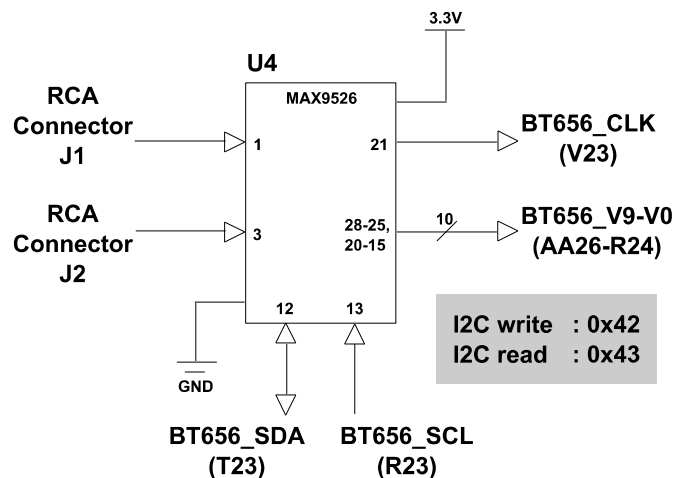 3.3V
U4
MAX9526
RCA
Connector
J1
1
21
BT656_CLK
(V23)
RCA
Connector
J2
3
28-25,
20-15
10
BT656_V9-V0
(AA26-R24)
12
13
I2C write : 0x42
I2C read : 0x43
GND
BT656_SDA
(T23)
BT656_SCL
(R23)